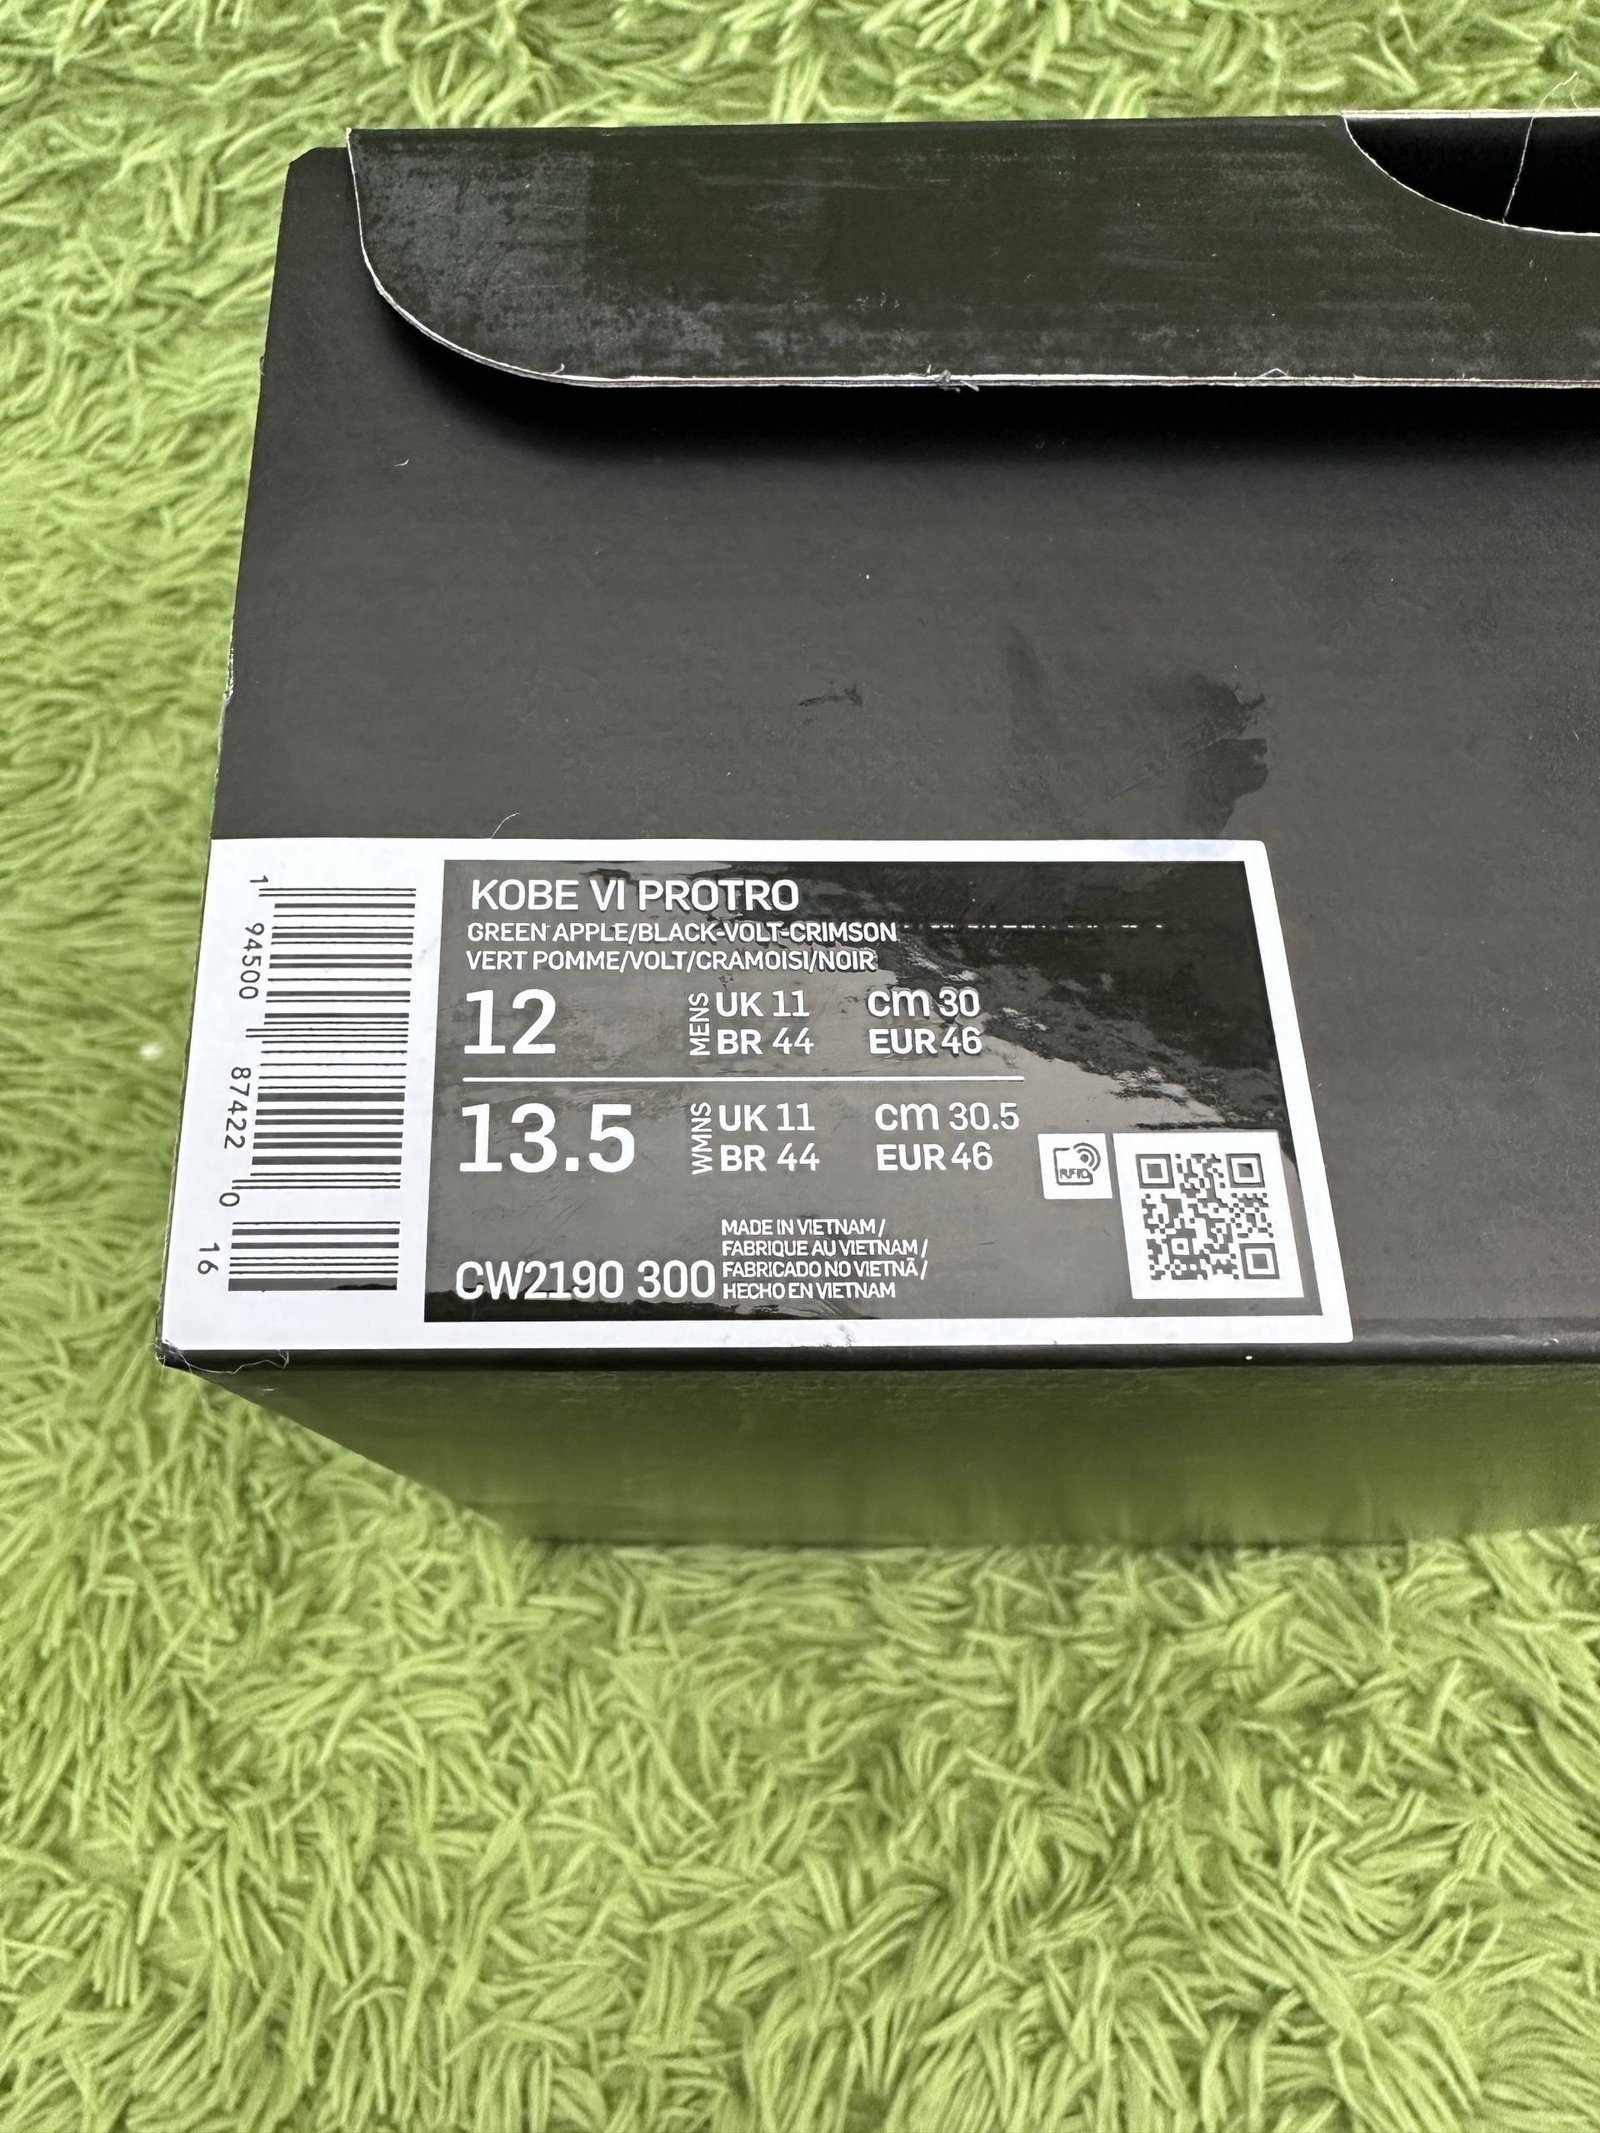 KOBE VI PROTRO
GREEN APPLE/BLACK-VOLT-CRIMSON
VERT POMME/VOLT/CRAMOISI/NOIR
12 MENS UK 11 cm 30
BR 44 EUR 46
13.5 WMNS UK 11 cm 30.5
BR 44 EUR 46
RFID
MADE IN VIETNAM /
FABRIQUE AU VIETNAM /
FABRICADO NO VIETNÃ /
HECHO EN VIETNAM
CW2190 300
1 94500 87422 0 16